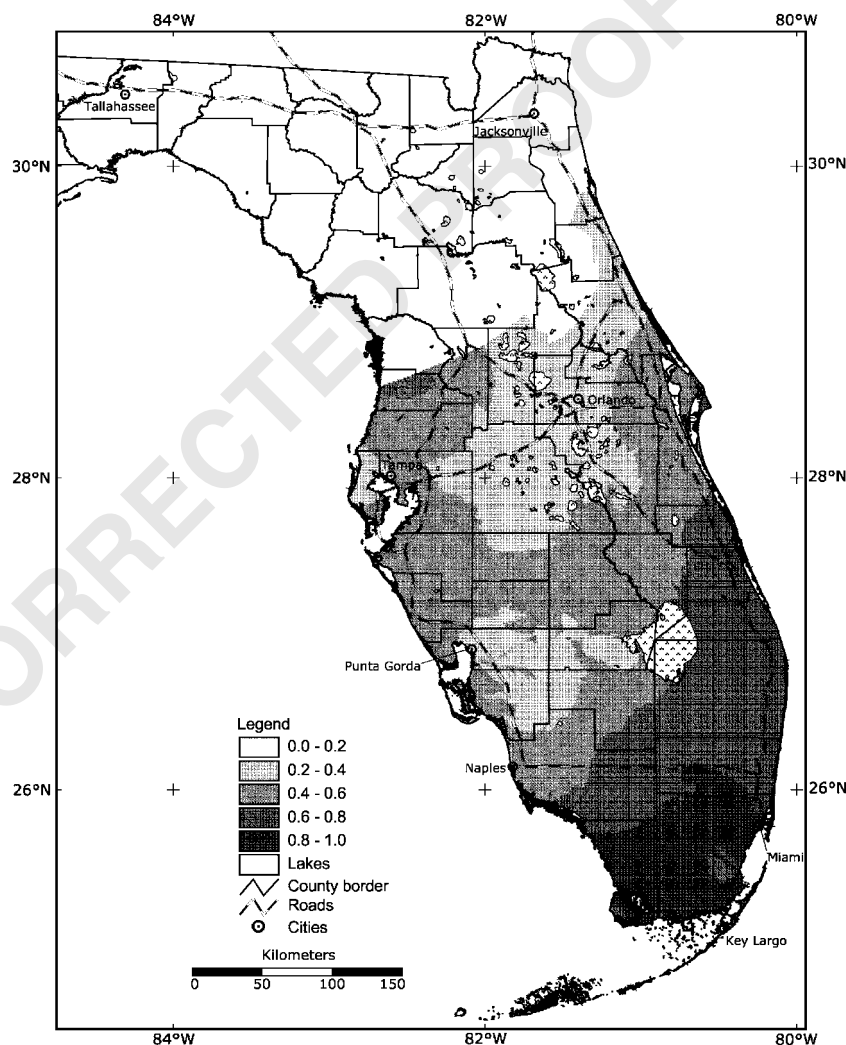 84°W 82°W 80°W
Tallahassee
Jacksonville
30°N 30°N
Orlando
Tampa
28°N 28°N
Punta Gorda
Legend
0.0 - 0.2
0.2 - 0.4
0.4 - 0.6
0.6 - 0.8
0.8 - 1.0
Lakes
County border
Roads
Cities
Naples
26°N 26°N
Miami
Key Largo
Kilometers
0 50 100 150
84°W 82°W 80°W
ORRECTED PROOF